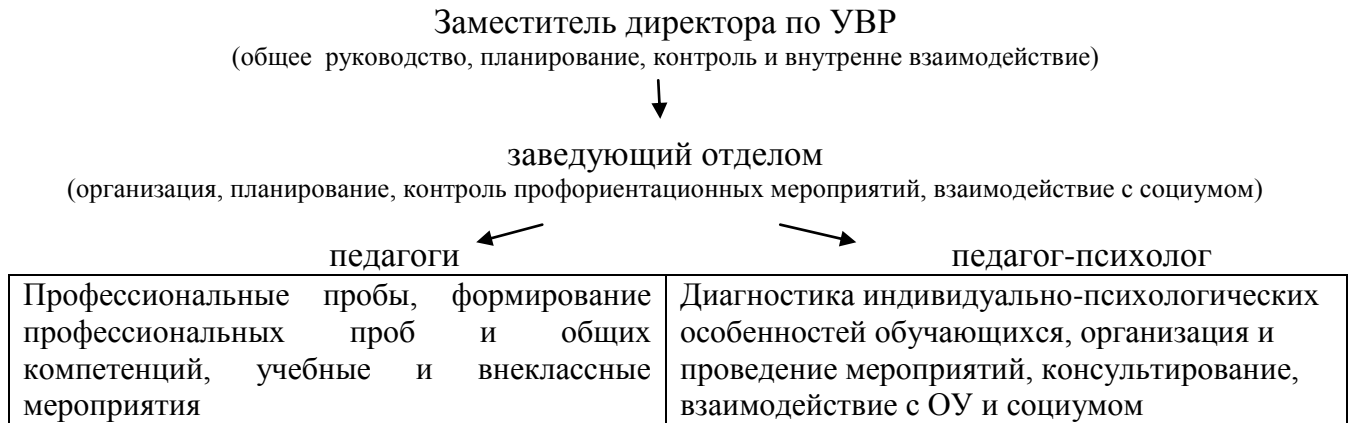 Заместитель директора по УВР
(общее руководство, планирование, контроль и внутренне взаимодействие)
заведующий отделом
(организация, планирование, контроль профориентационных мероприятий, взаимодействие с социумом)
педагоги
педагог-психолог
Профессиональные пробы, формирование
профессиональных проб и общих
компетенций, учебные и внеклассные
мероприятия
Диагностика индивидуально-психологических
особенностей обучающихся, организация и
проведение мероприятий, консультирование,
взаимодействие с ОУ и социумом